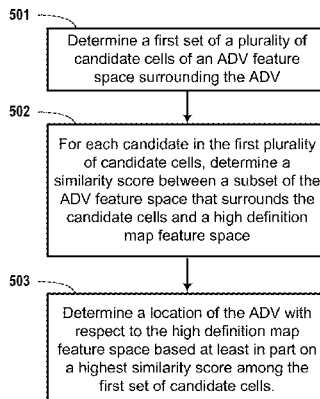 501
Determine a first set of a plurality of
candidate cells of an ADV feature
space surrounding the ADV
502
For each candidate in the first plurality
of candidate cells, determine a
similarity score between a subset of the
ADV feature space that surrounds the
candidate cells and a high definition
map feature space
503
Determine a location of the ADV with
respect to the high definition map
feature space based at least in part on
a highest similarity score among the
first set of candidate cells.